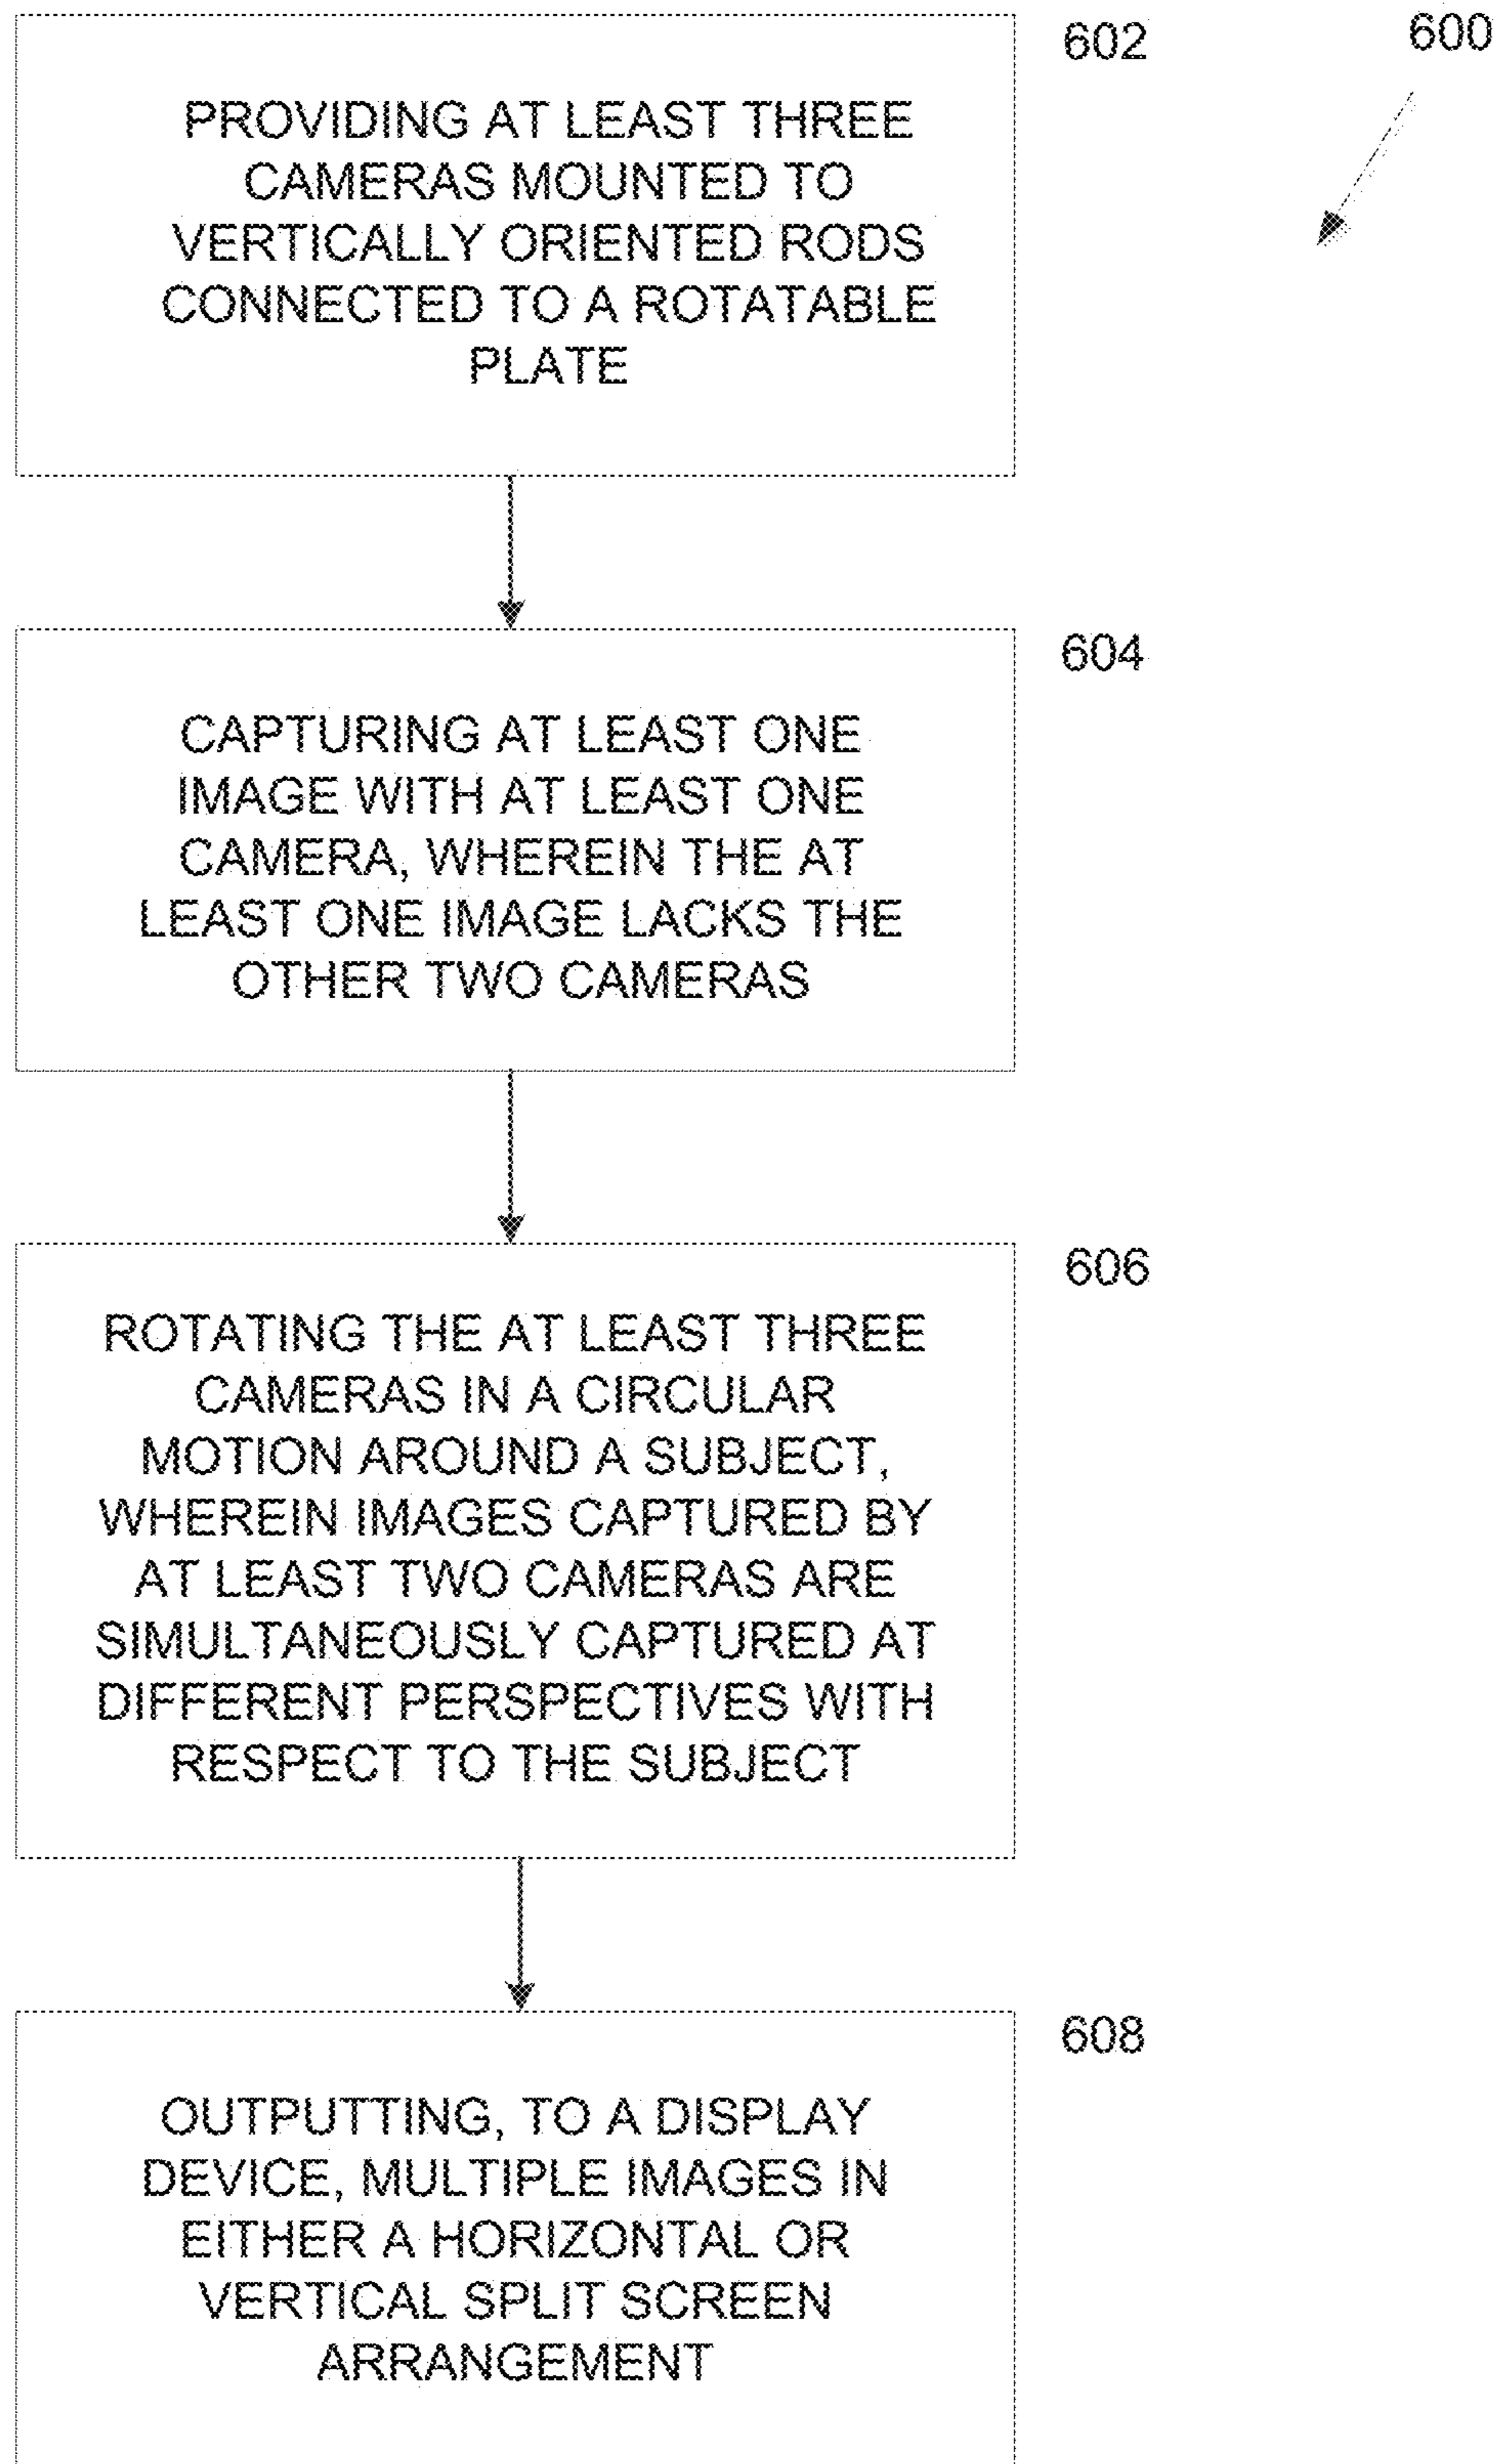 600
602
PROVIDING AT LEAST THREE
CAMERAS MOUNTED TO
VERTICALLY ORIENTED RODS
CONNECTED TO A ROTATABLE
PLATE
604
CAPTURING AT LEAST ONE
IMAGE WITH AT LEAST ONE
CAMERA, WHEREIN THE AT
LEAST ONE IMAGE LACKS THE
OTHER TWO CAMERAS
606
ROTATING THE AT LEAST THREE
CAMERAS IN A CIRCULAR
MOTION AROUND A SUBJECT,
WHEREIN IMAGES CAPTURED BY
AT LEAST TWO CAMERAS ARE
SIMULTANEOUSLY CAPTURED AT
DIFFERENT PERSPECTIVES WITH
RESPECT TO THE SUBJECT
608
OUTPUTTING, TO A DISPLAY
DEVICE, MULTIPLE IMAGES IN
EITHER A HORIZONTAL OR
VERTICAL SPLIT SCREEN
ARRANGEMENT